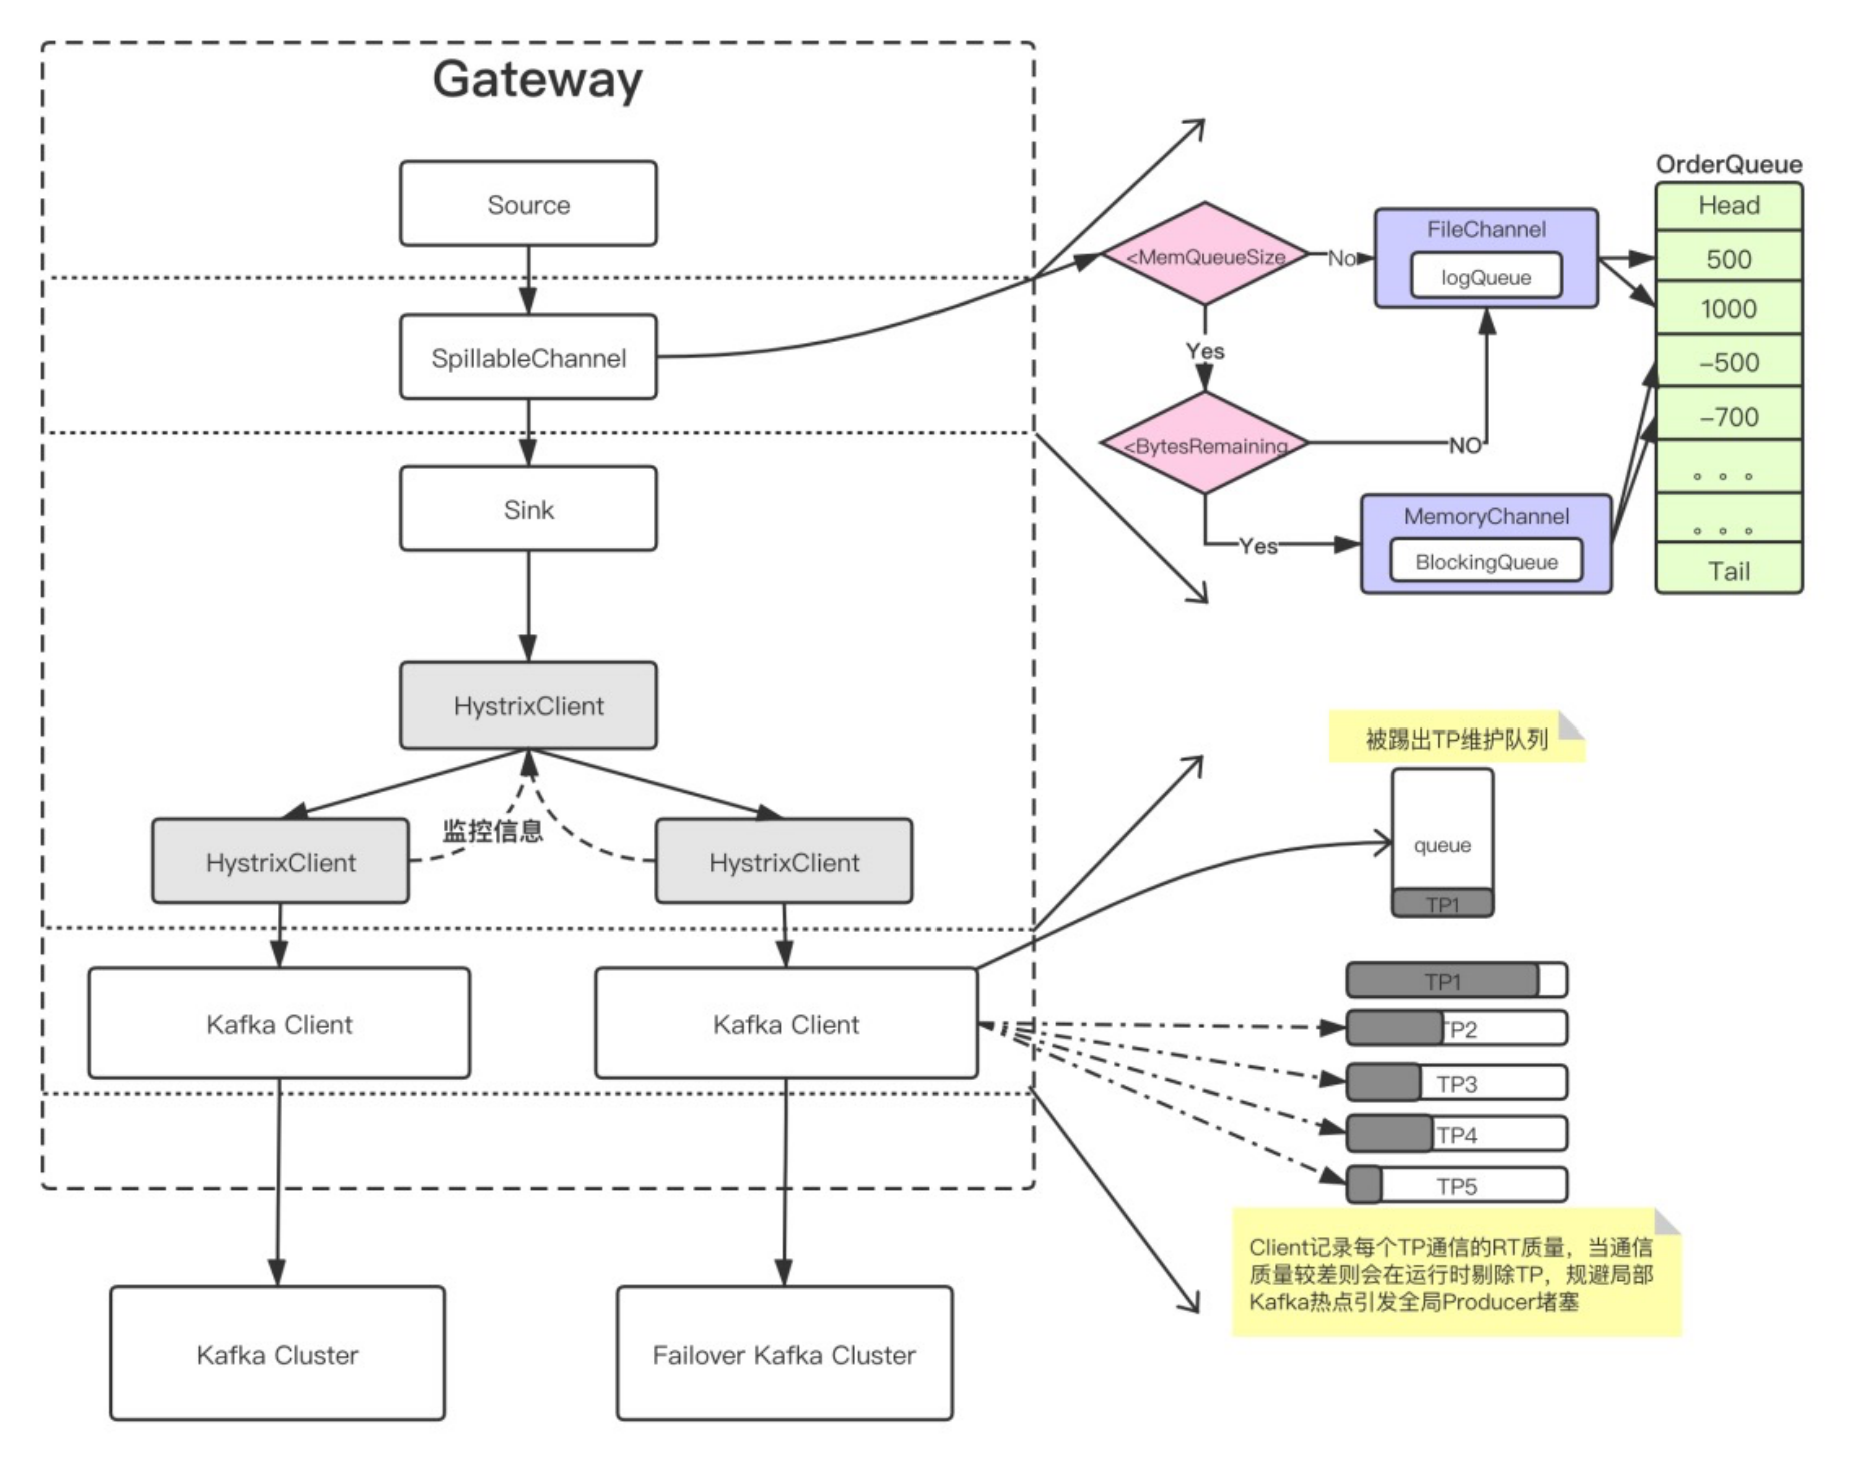 Gateway
Source
SpillableChannel
Sink
HystrixClient
监控信息
HystrixClient
HystrixClient
Kafka Client
Kafka Client
Kafka Cluster
Failover Kafka Cluster
<MemQueueSize
No
Yes
<BytesRemaining
NO
Yes
FileChannel
logQueue
MemoryChannel
BlockingQueue
OrderQueue
Head
500
1000
-500
-700
。。。
。。。
Tail
被踢出TP维护队列
queue
TP1
TP1
TP2
TP3
TP4
TP5
Client记录每个TP通信的RT质量，当通信
质量较差则会在运行时剔除TP，规避局部
Kafka热点引发全局Producer堵塞